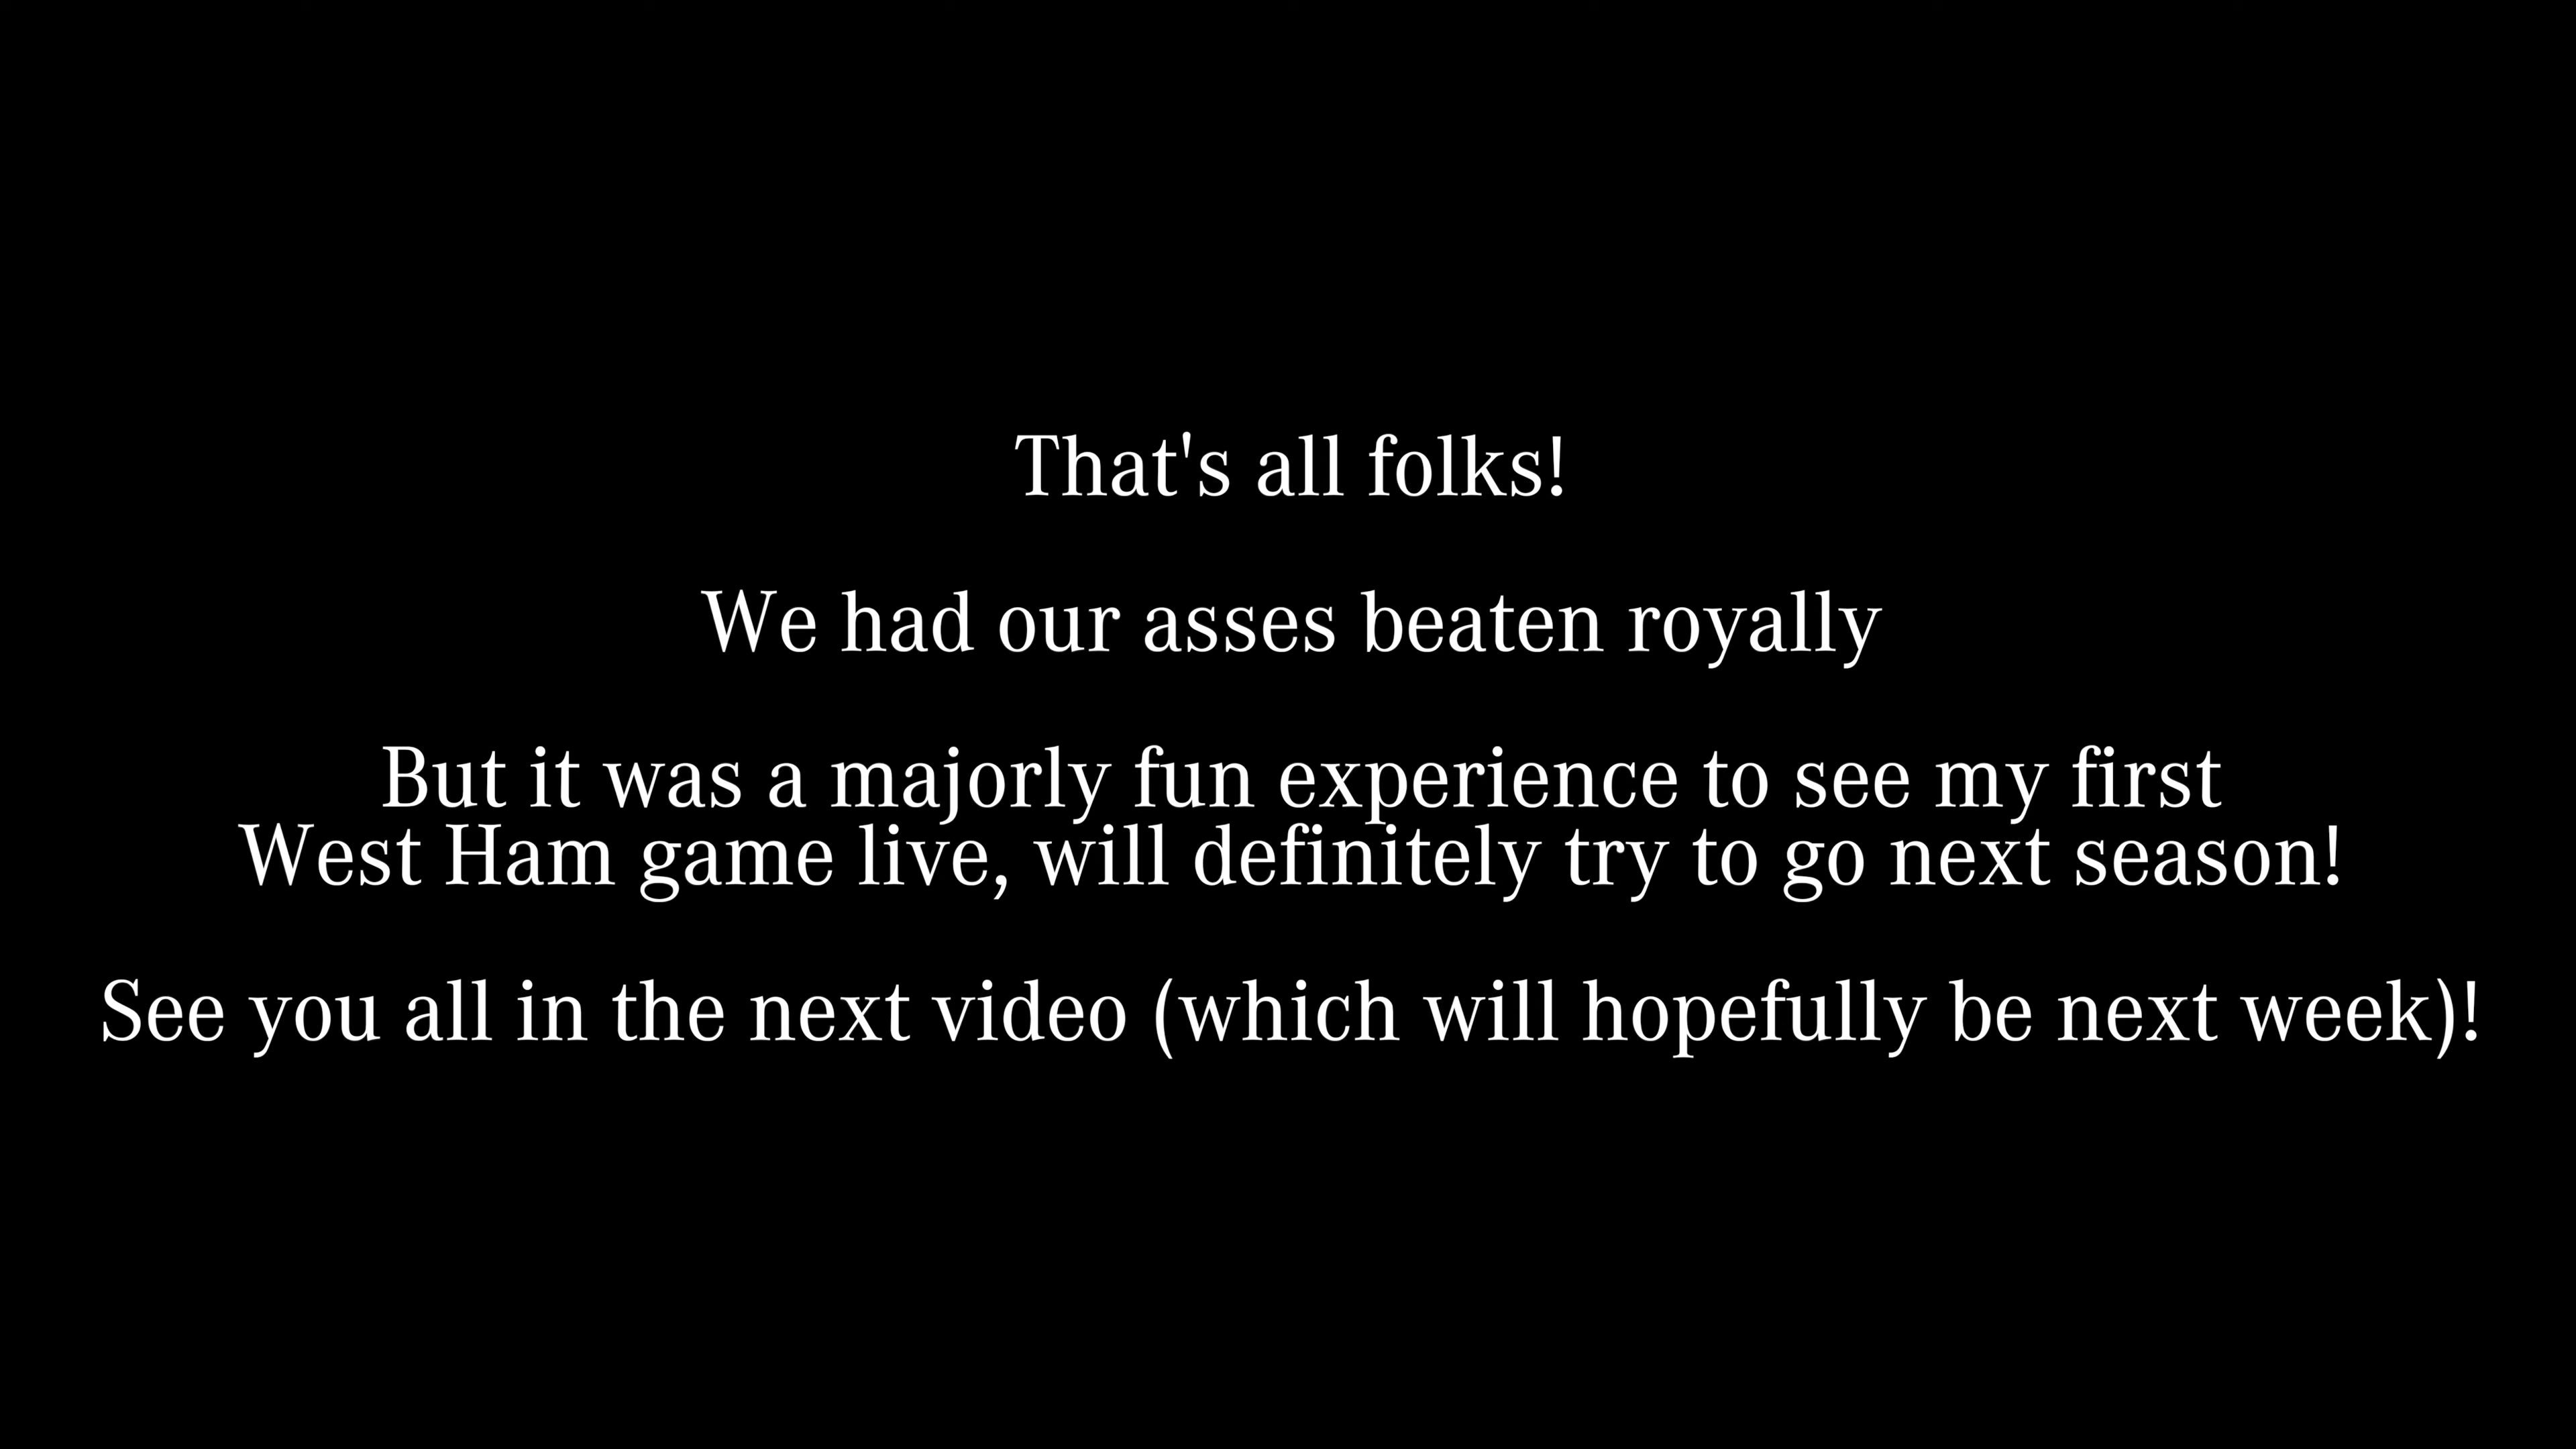 That's all folks!
We had our asses beaten royally
But it was a majorly fun experience to see my first
West Ham game live, will definitely try to go next season!
See you all in the next video (which will hopefully be next week)!